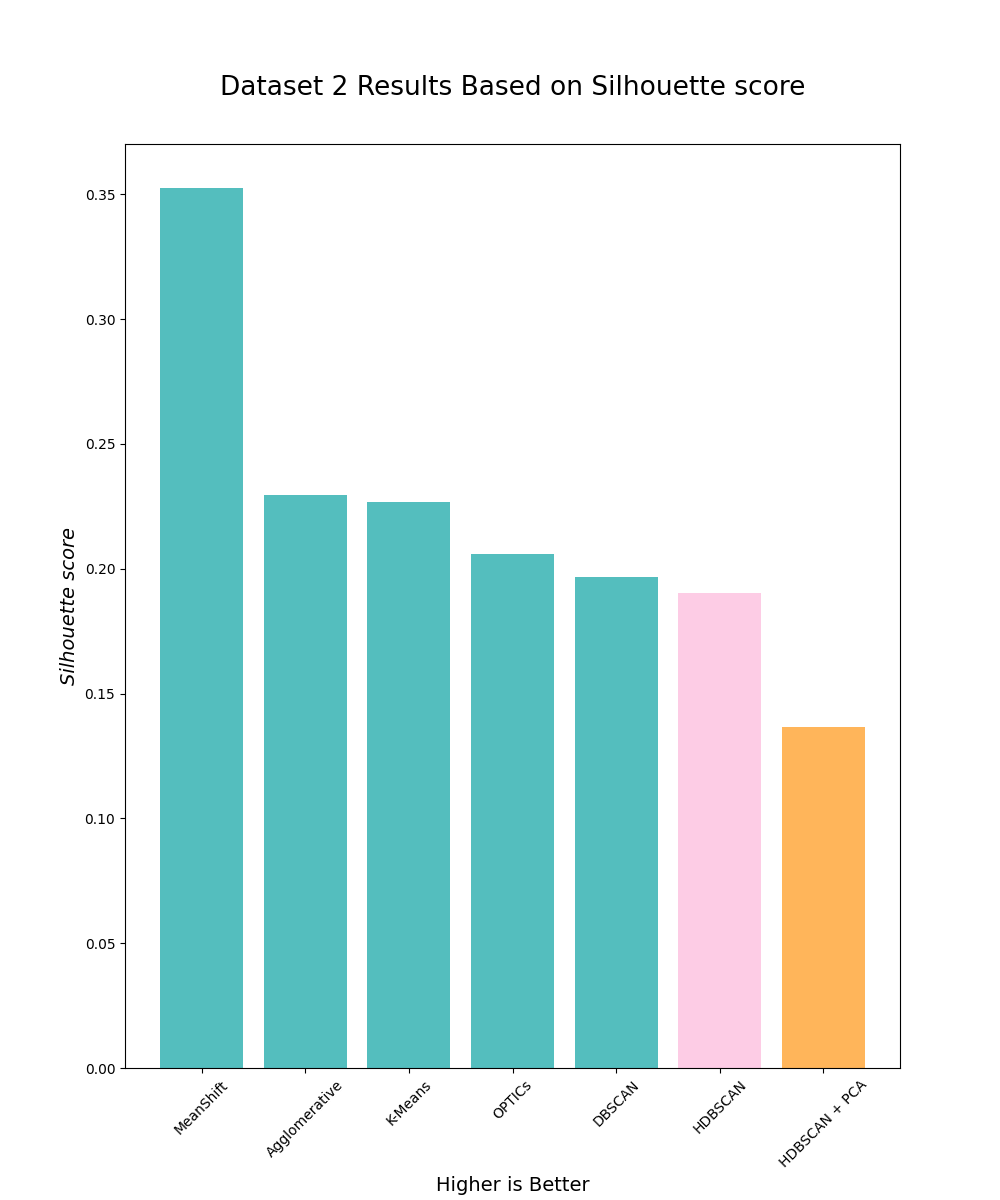 Dataset 2 Results Based on Silhouette score
Silhouette score
0.35
0.30
0.25
0.20
0.15
0.10
0.05
0.00
MeanShift
Agglomerative
K-Means
OPTICs
DBSCAN
HDBSCAN
HDBSCAN + PCA
Higher is Better